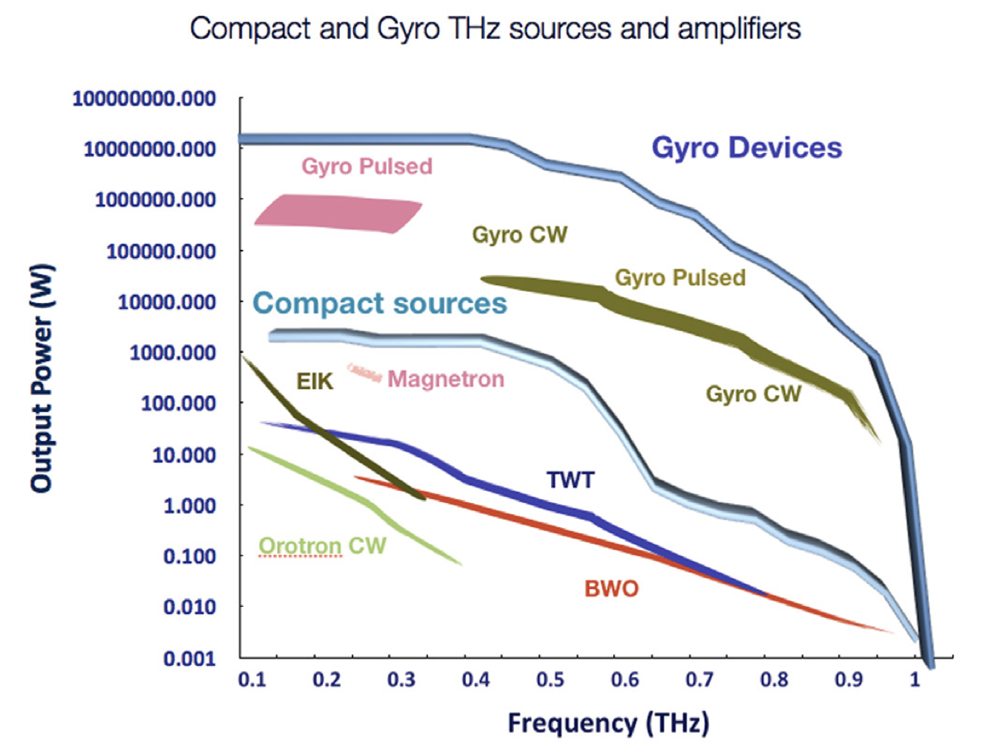 Compact and Gyro THz sources and amplifiers
100000000.000
10000000.000
1000000.000
100000.000
10000.000
1000.000
100.000
10.000
1.000
0.100
0.010
0.001
Output Power (W)
Gyro Devices
Gyro Pulsed
Gyro CW
Gyro Pulsed
Compact sources
EIK
Magnetron
Gyro CW
TWT
Orotron CW
BWO
0.1 0.2 0.3 0.4 0.5 0.6 0.7 0.8 0.9 1
Frequency (THz)